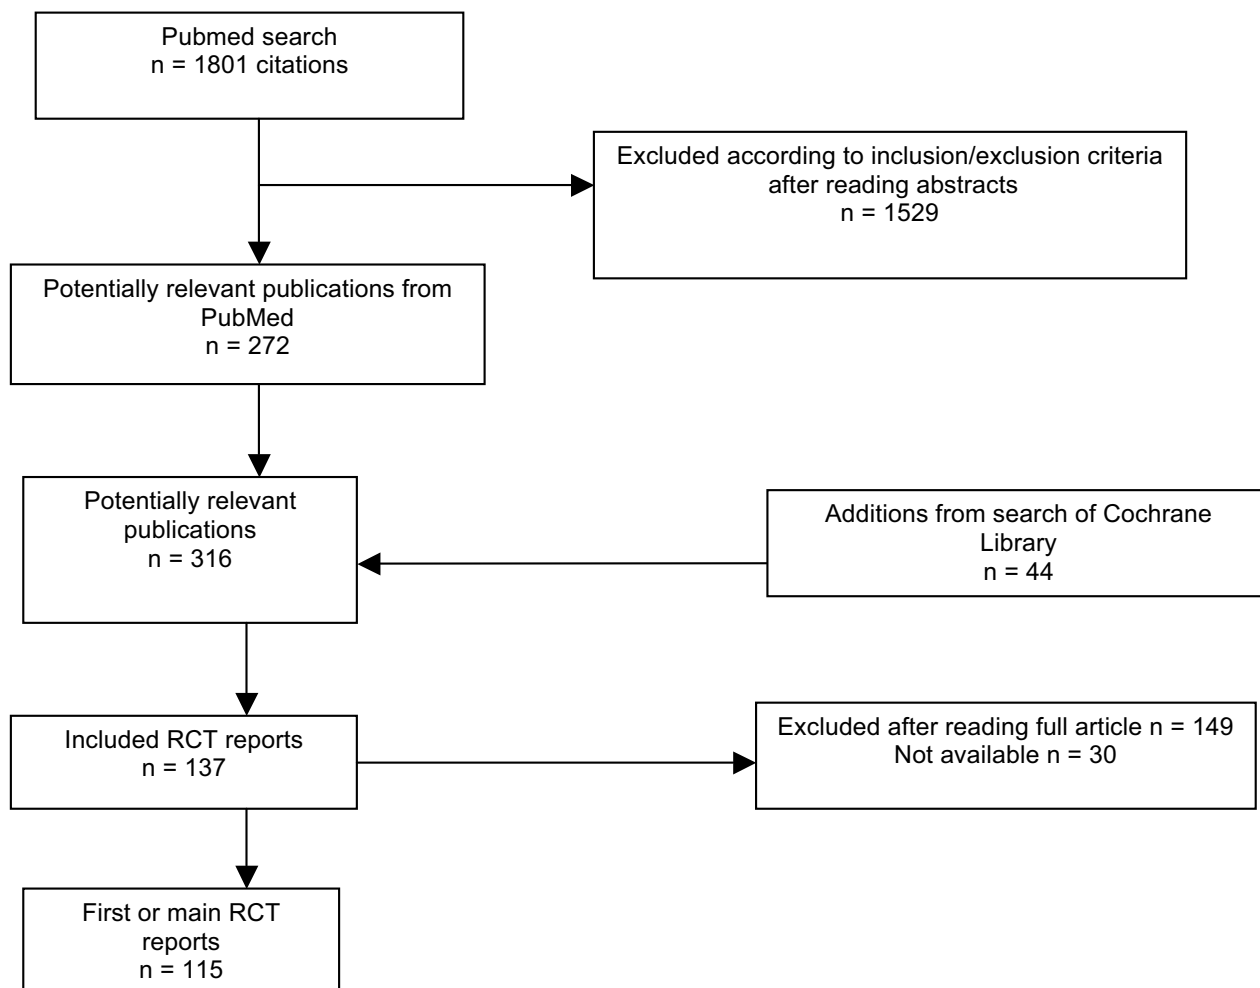 Pubmed search
n = 1801 citations
Excluded according to inclusion/exclusion criteria
after reading abstracts
n = 1529
Potentially relevant publications from
PubMed
n = 272
Potentially relevant
publications
n = 316
Additions from search of Cochrane
Library
n = 44
Included RCT reports
n = 137
Excluded after reading full article n = 149
Not available n = 30
First or main RCT
reports
n = 115